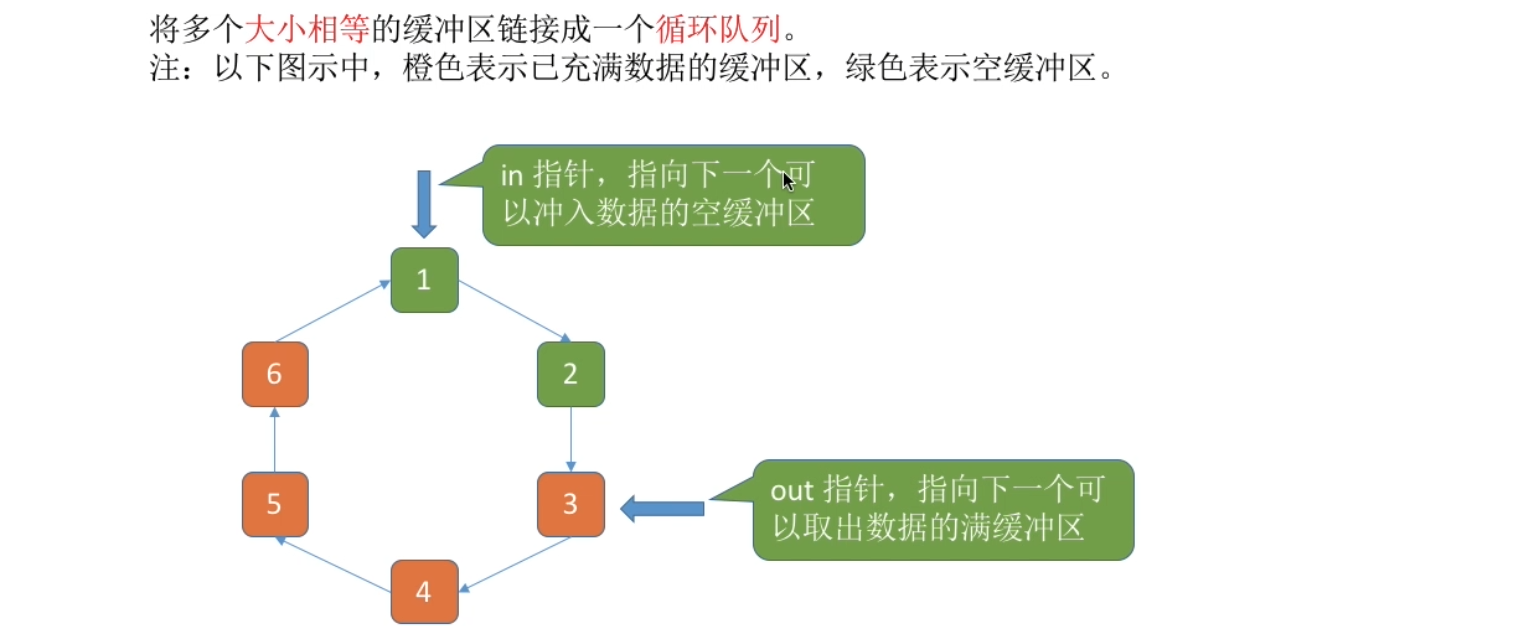 将多个大小相等的缓冲区链接成一个循环队列。
注：以下图示中，橙色表示已充满数据的缓冲区，绿色表示空缓冲区。
in 指针，指向下一个可
以冲入数据的空缓冲区
1
6
2
5
3
out 指针，指向下一个可
以取出数据的满缓冲区
4